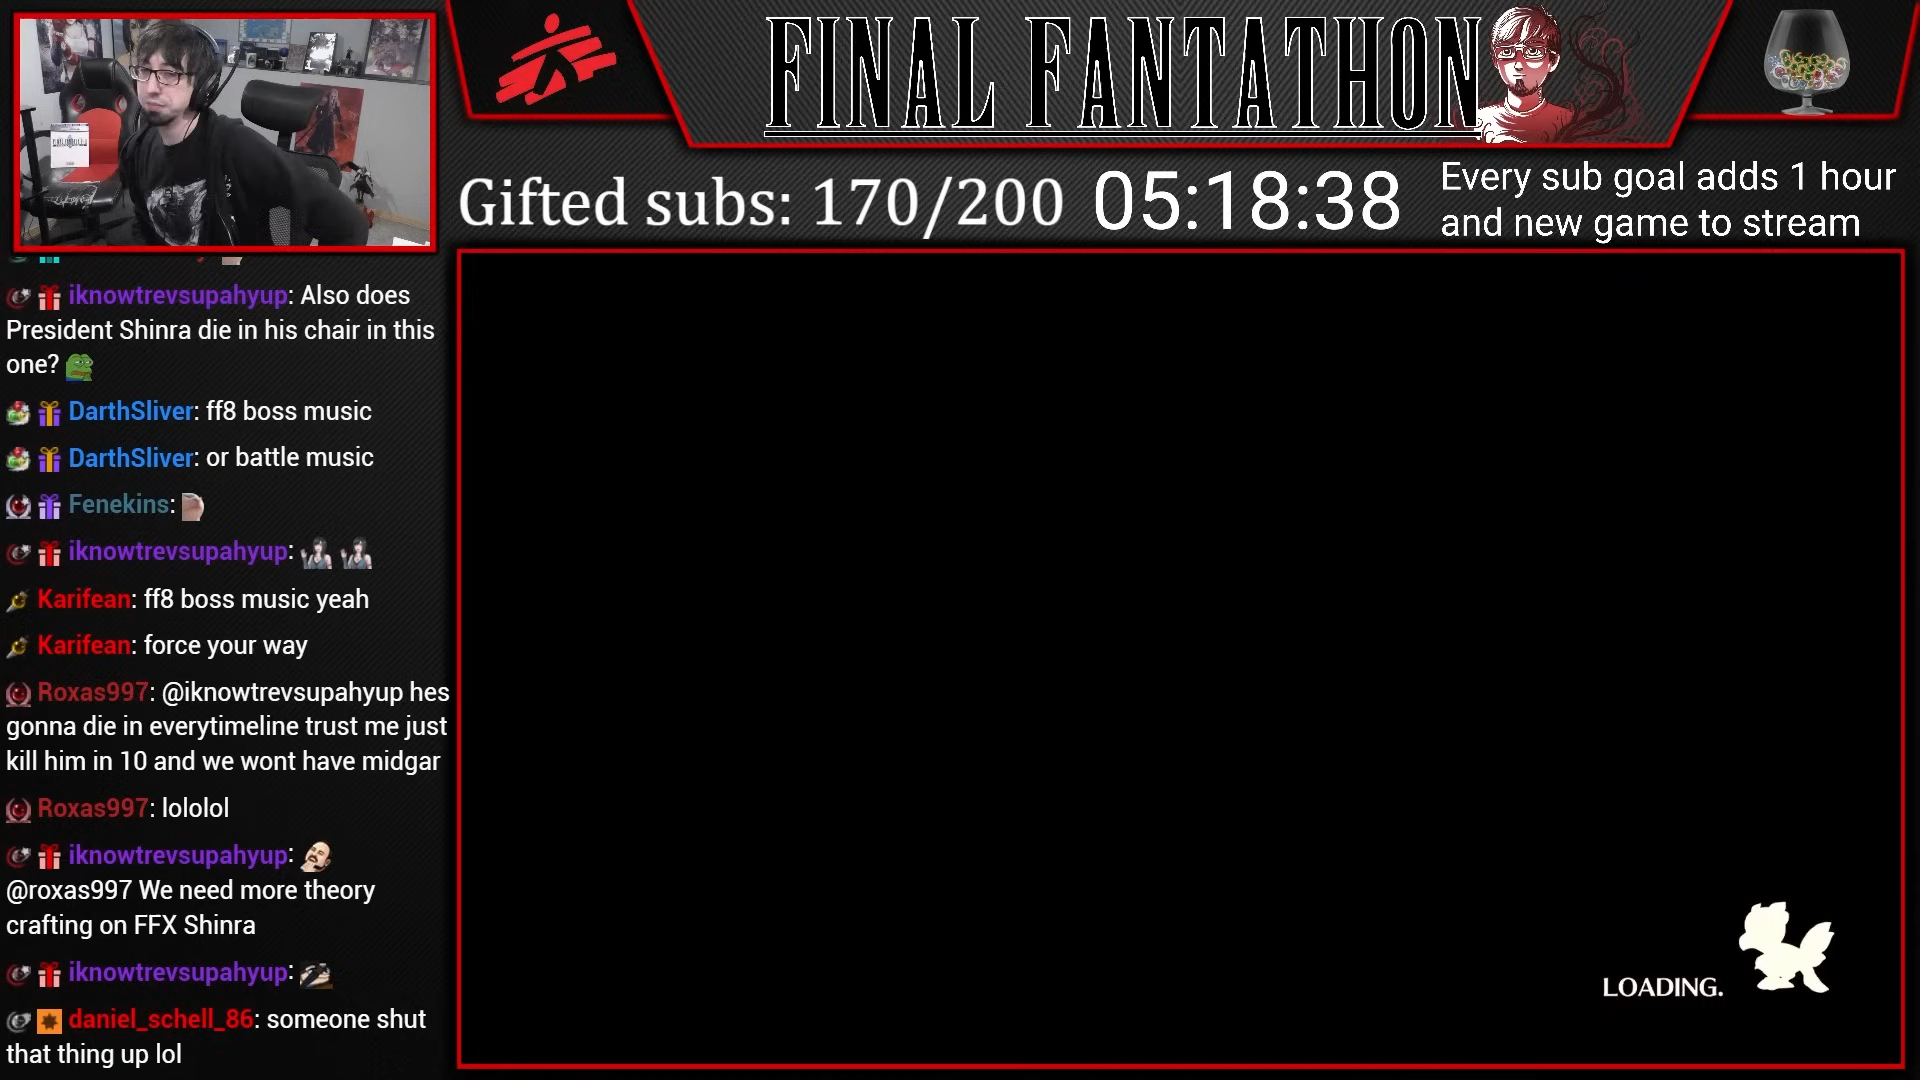 FINAL FANTATHON
Gifted subs: 170/200
05:18:38
Every sub goal adds 1 hour
and new game to stream
iknowtrevsupahyup: Also does
President Shinra die in his chair in this
one?
DarthSliver: ff8 boss music
DarthSliver: or battle music
Fenekins:
iknowtrevsupahyup:
Karifean: ff8 boss music yeah
Karifean: force your way
Roxas997: @iknowtrevsupahyup hes
gonna die in everytimeline trust me just
kill him in 10 and we wont have midgar
Roxas997: lololol
iknowtrevsupahyup:
@roxas997 We need more theory
crafting on FFX Shinra
iknowtrevsupahyup:
daniel_schell_86: someone shut
that thing up lol
LOADING.